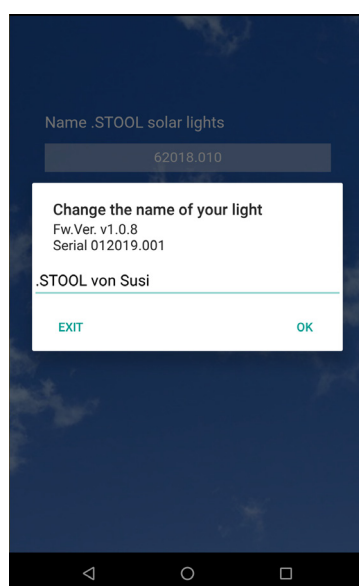 Name .STOOL solar lights
62018.010
Change the name of your light
Fw.Ver. v1.0.8
Serial 012019.001
.STOOL von Susi
EXIT OK